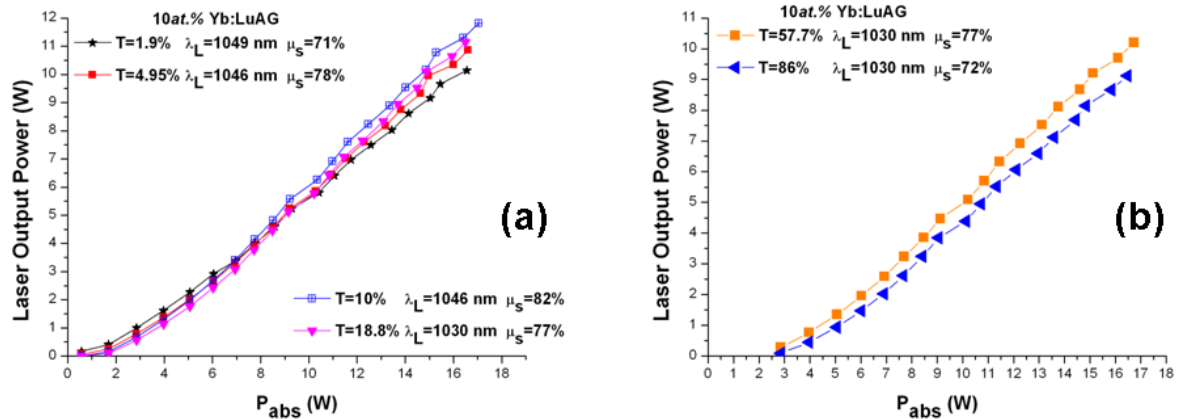 10at.% Yb:LuAG
T=1.9% λL=1049 nm μs=71%
T=4.95% λL=1046 nm μs=78%
T=10% λL=1046 nm μs=82%
T=18.8% λL=1030 nm μs=77%
(a)
Laser Output Power (W)
12
11
10
9
8
7
6
5
4
3
2
1
0
0 2 4 6 8 10 12 14 16 18
Pabs (W)
10at.% Yb:LuAG
T=57.7% λL=1030 nm μs=77%
T=86% λL=1030 nm μs=72%
(b)
Laser Output Power (W)
11
10
9
8
7
6
5
4
3
2
1
0
0 1 2 3 4 5 6 7 8 9 10 11 12 13 14 15 16 17 18
Pabs (W)